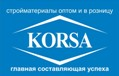 стройматериалы оптом и в розницу
KORSA
главная составляющая успеха